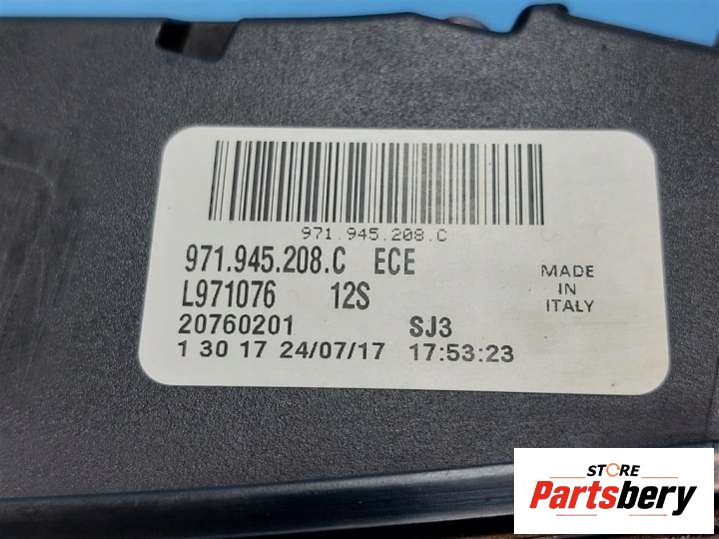 971.945.208.C
971.945.208.C ECE
L971076 12S
20760201 SJ3
1 30 17 24/07/17 17:53:23
MADE
IN
ITALY
STORE
Partsbery